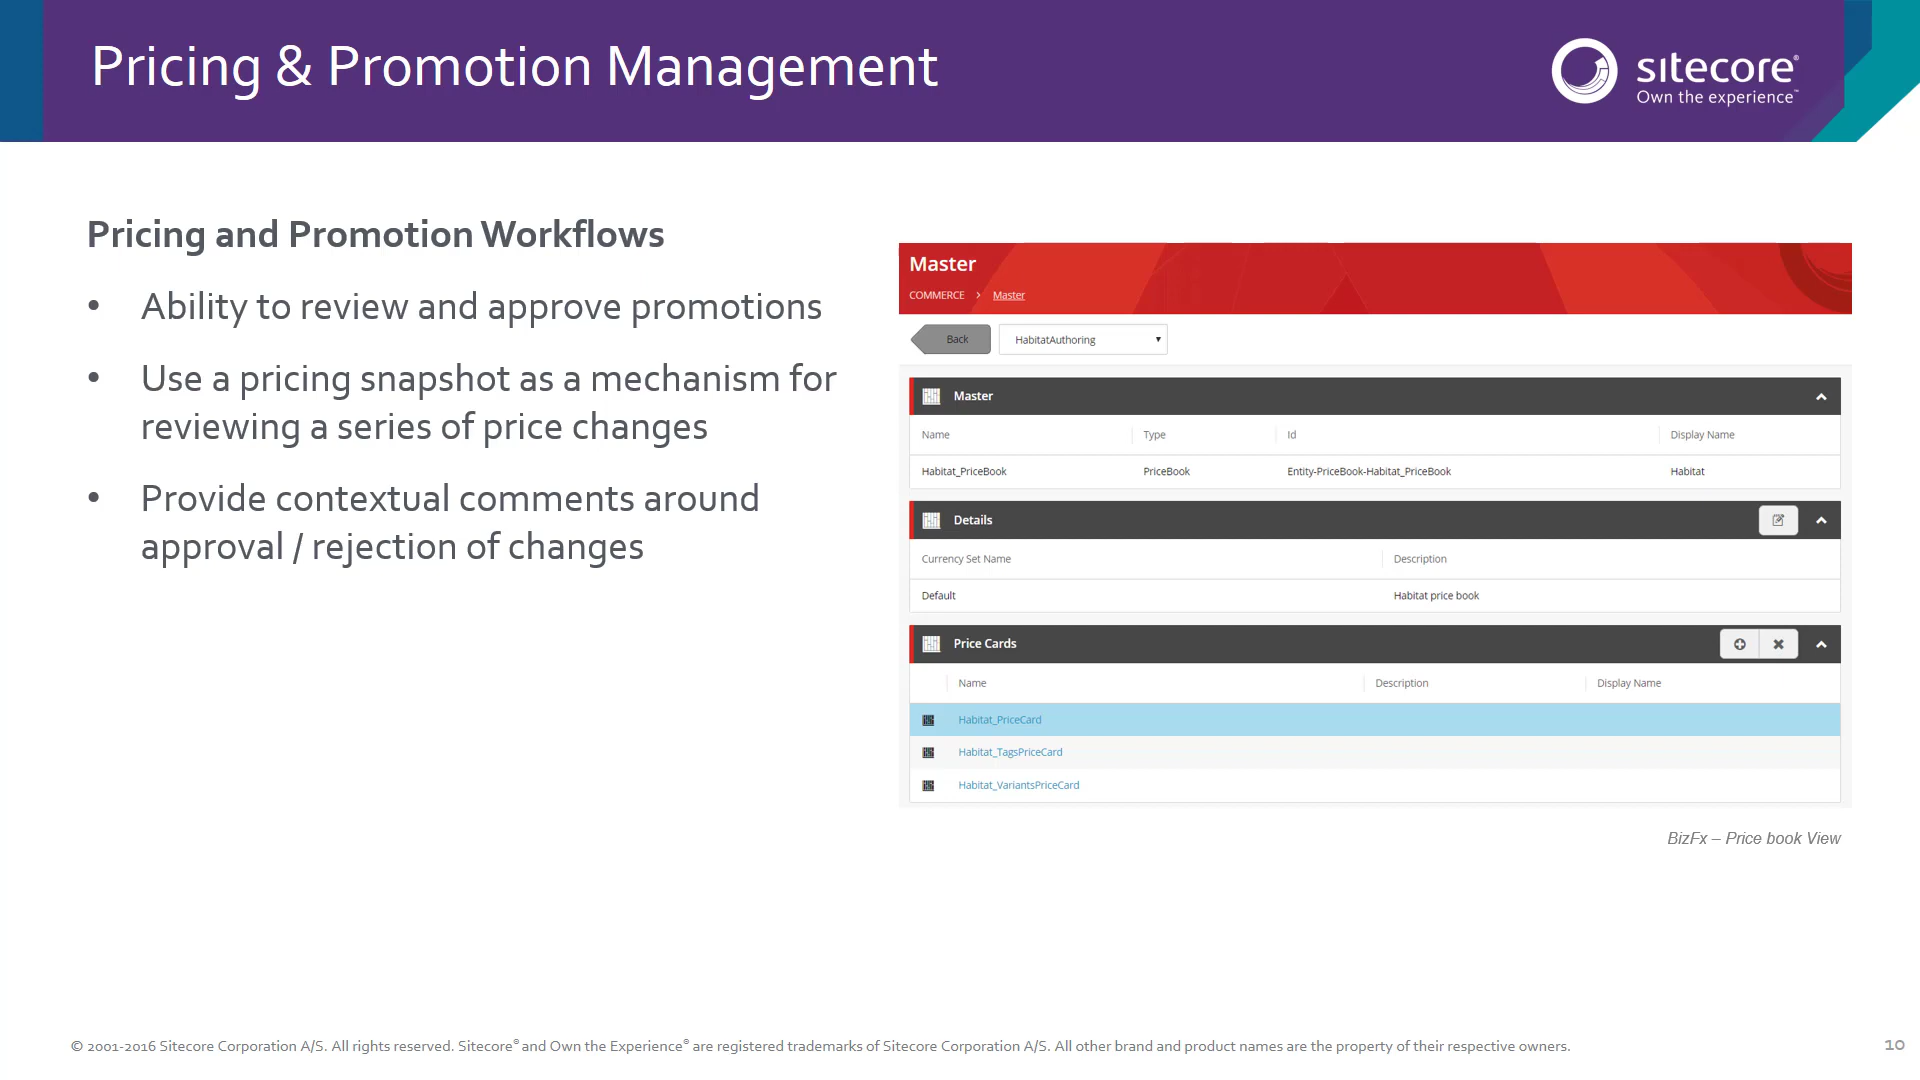 Pricing & Promotion Management
sitecore®
Own the experience™
Pricing and Promotion Workflows
• Ability to review and approve promotions
• Use a pricing snapshot as a mechanism for
reviewing a series of price changes
• Provide contextual comments around
approval / rejection of changes
Master
COMMERCE > Master
Back HabitatAuthoring
Master
Name Type Id Display Name
Habitat_PriceBook PriceBook Entity-PriceBook-Habitat_PriceBook Habitat
Details
Currency Set Name Description
Default Habitat price book
Price Cards
Name Description Display Name
Habitat_PriceCard
Habitat_TagsPriceCard
Habitat_VariantsPriceCard
BizFx – Price book View
© 2001-2016 Sitecore Corporation A/S. All rights reserved. Sitecore® and Own the Experience® are registered trademarks of Sitecore Corporation A/S. All other brand and product names are the property of their respective owners.
10